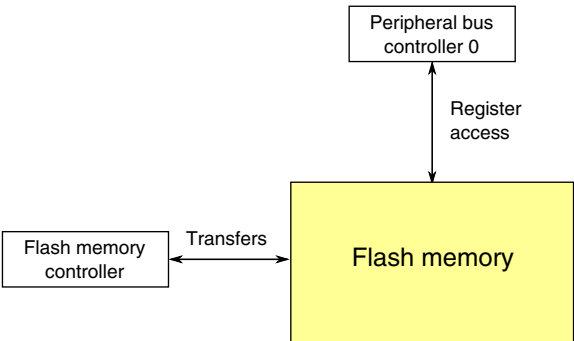 Peripheral bus
controller 0
Register
access
Transfers
Flash memory
controller
Flash memory